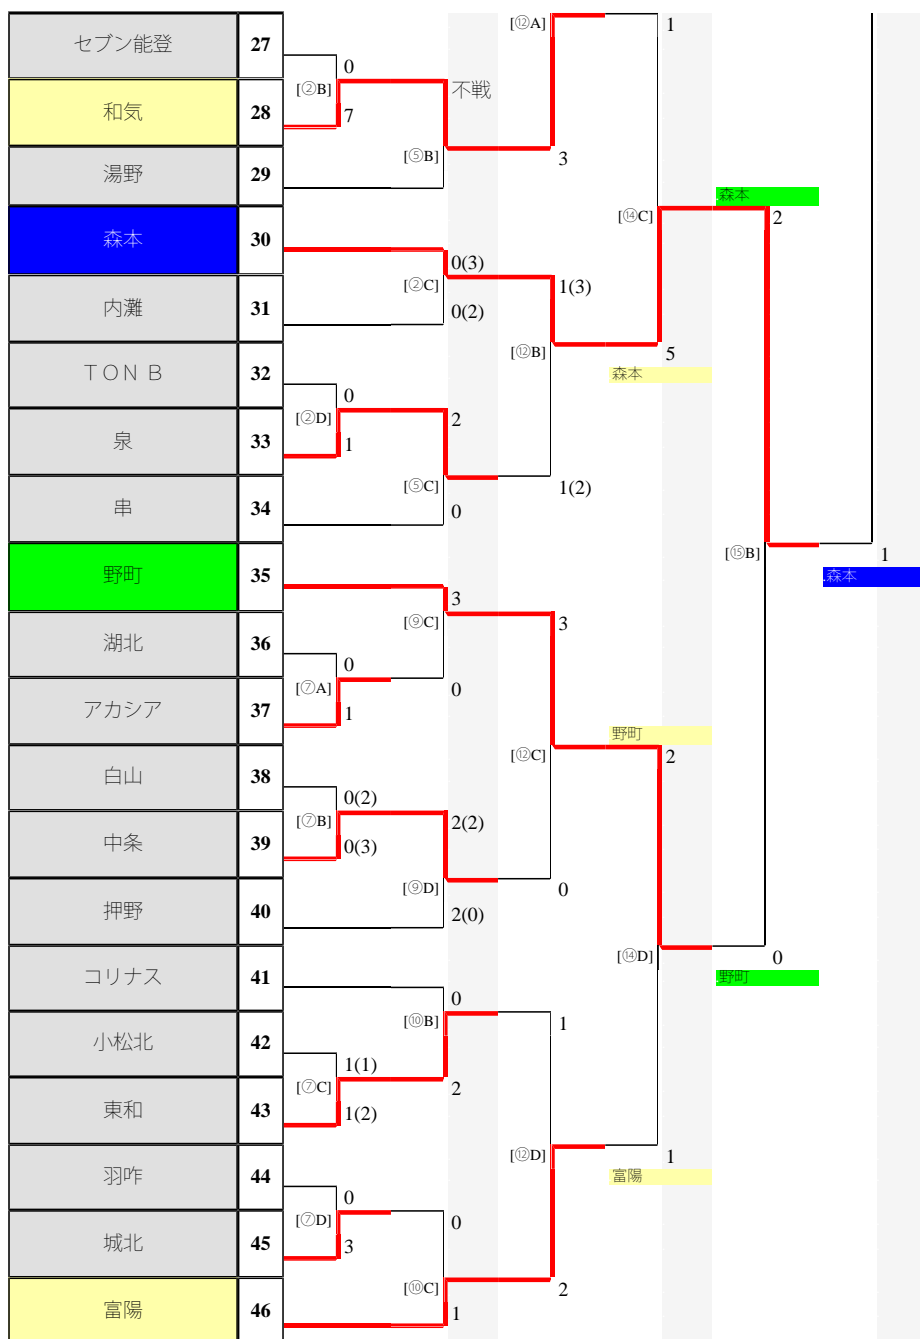 [⑫A]
1
セブン能登 27
0
[②B]
不戦
和気 28
7
[⑤B]
3
湯野 29
森本
[⑭C]
2
森本 30
0(3)
[②C]
1(3)
内灘 31
0(2)
[⑫B]
5
ＴＯＮ Ｂ 32
森本
0
[②D]
2
泉 33
1
[⑤C]
1(2)
串 34
0
[⑮B]
1
野町 35
森本
3
[⑨C]
3
湖北 36
0
[⑦A]
0
アカシア 37
1
野町
[⑫C]
2
白山 38
0(2)
[⑦B]
2(2)
中条 39
0(3)
[⑨D]
0
押野 40
2(0)
[⑭D]
0
コリナス 41
野町
0
[⑩B]
1
小松北 42
1(1)
[⑦C]
2
東和 43
1(2)
[⑫D]
1
羽咋 44
富陽
0
[⑦D]
0
城北 45
3
[⑩C]
2
富陽 46
1